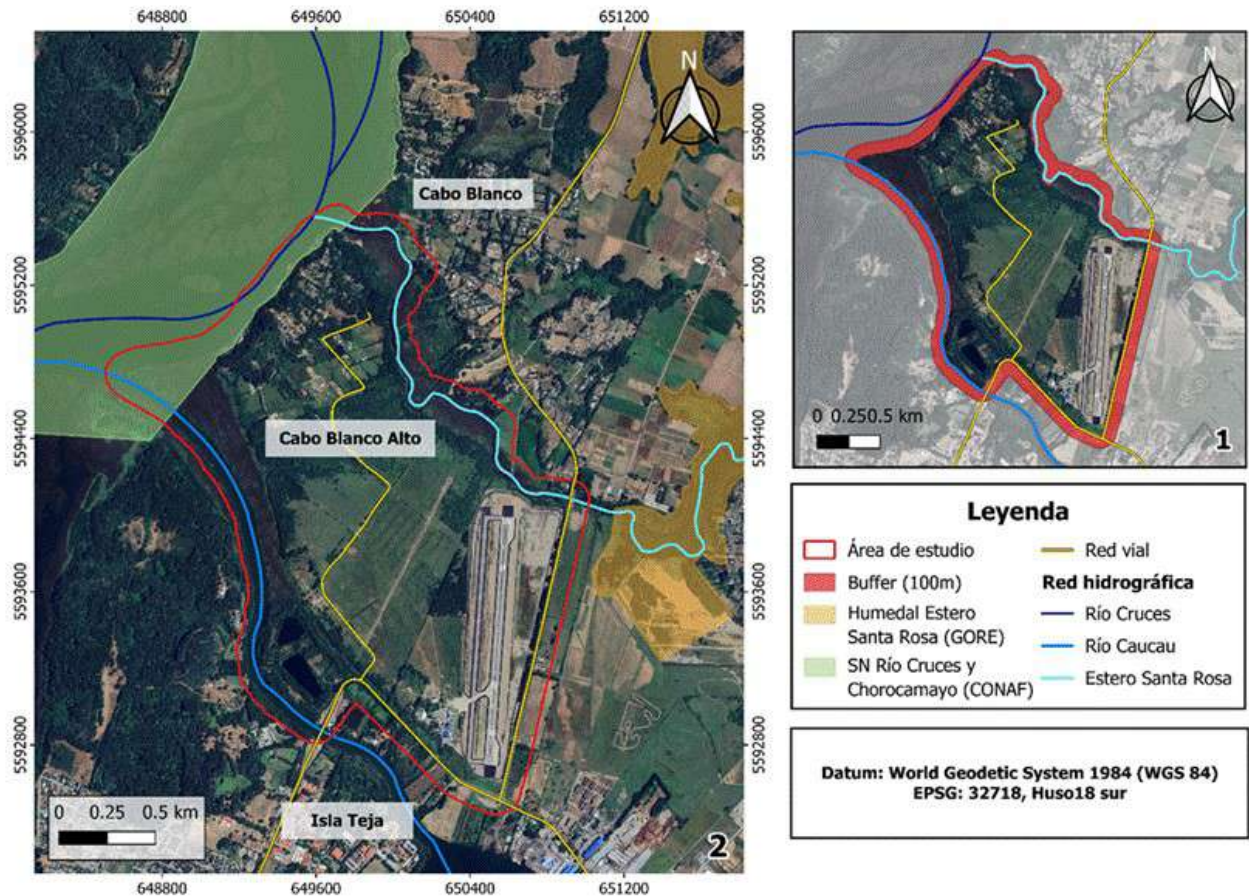 648800 649600 650400 651200
N
5596000
5595200
5594400
5593600
5592800
Cabo Blanco
Cabo Blanco Alto
Isla Teja
0 0.25 0.5 km
2
5596000
5595200
5594400
5593600
5592800
648800 649600 650400 651200
N
0 0.250.5 km
1
Leyenda
Área de estudio
Buffer (100m)
Humedal Estero
Santa Rosa (GORE)
SN Río Cruces y
Chorocamayo (CONAF)
Red vial
Red hidrográfica
Río Cruces
Río Caucau
Estero Santa Rosa
Datum: World Geodetic System 1984 (WGS 84)
EPSG: 32718, Huso18 sur